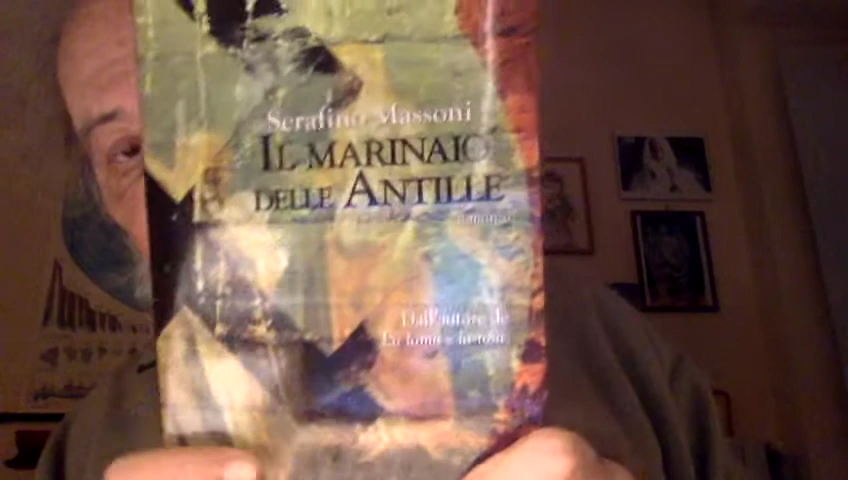 Serafino Massoni
IL MARINAIO
DELLE ANTILLE
romanzo
Dall'autore de